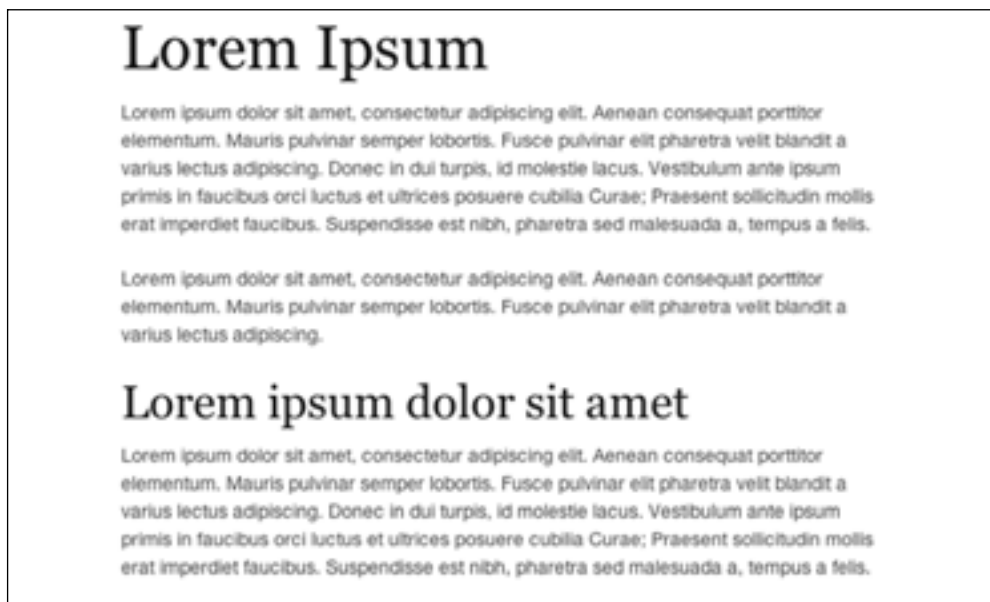 Lorem Ipsum
Lorem ipsum dolor sit amet, consectetur adipiscing elit. Aenean consequat porttitor
elementum. Mauris pulvinar semper lobortis. Fusce pulvinar elit pharetra velit blandit a
varius lectus adipiscing. Donec in dui turpis, id molestie lacus. Vestibulum ante ipsum
primis in faucibus orci luctus et ultrices posuere cubilia Curae; Praesent sollicitudin mollis
erat imperdiet faucibus. Suspendisse est nibh, pharetra sed malesuada a, tempus a felis.
Lorem ipsum dolor sit amet, consectetur adipiscing elit. Aenean consequat porttitor
elementum. Mauris pulvinar semper lobortis. Fusce pulvinar elit pharetra velit blandit a
varius lectus adipiscing.
Lorem ipsum dolor sit amet
Lorem ipsum dolor sit amet, consectetur adipiscing elit. Aenean consequat porttitor
elementum. Mauris pulvinar semper lobortis. Fusce pulvinar elit pharetra velit blandit a
varius lectus adipiscing. Donec in dui turpis, id molestie lacus. Vestibulum ante ipsum
primis in faucibus orci luctus et ultrices posuere cubilia Curae; Praesent sollicitudin mollis
erat imperdiet faucibus. Suspendisse est nibh, pharetra sed malesuada a, tempus a felis.